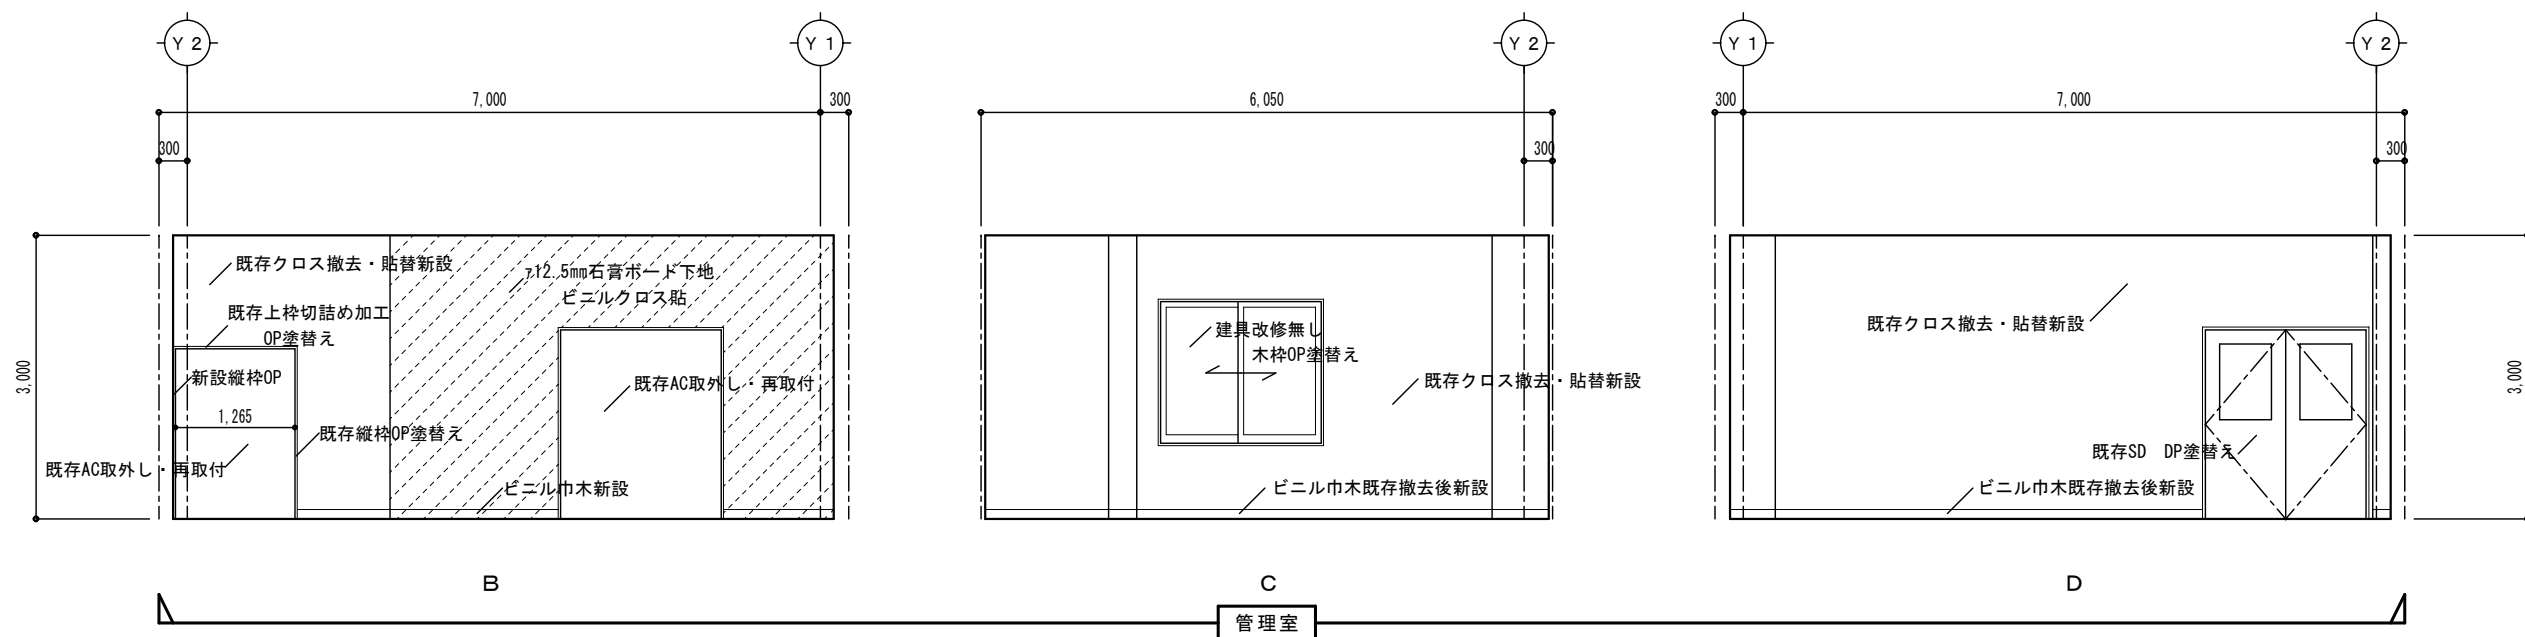 Y 2
Y 1
Y 2
Y 1
Y 2
7,000
300
6,050
300
7,000
300
300
300
3,000
3,000
既存クロス撤去・貼替新設
既存上枠切詰め加工
OP塗替え
新設縦枠OP
1,265
既存縦枠OP塗替え
既存AC取外し・再取付
ァ12.5mm石膏ボード下地
ビニルクロス貼
既存AC取外し・再取付
ビニル巾木新設
建具改修無し
木枠OP塗替え
既存クロス撤去・貼替新設
ビニル巾木既存撤去後新設
既存クロス撤去・貼替新設
既存SD DP塗替え
ビニル巾木既存撤去後新設
B
C
D
管理室